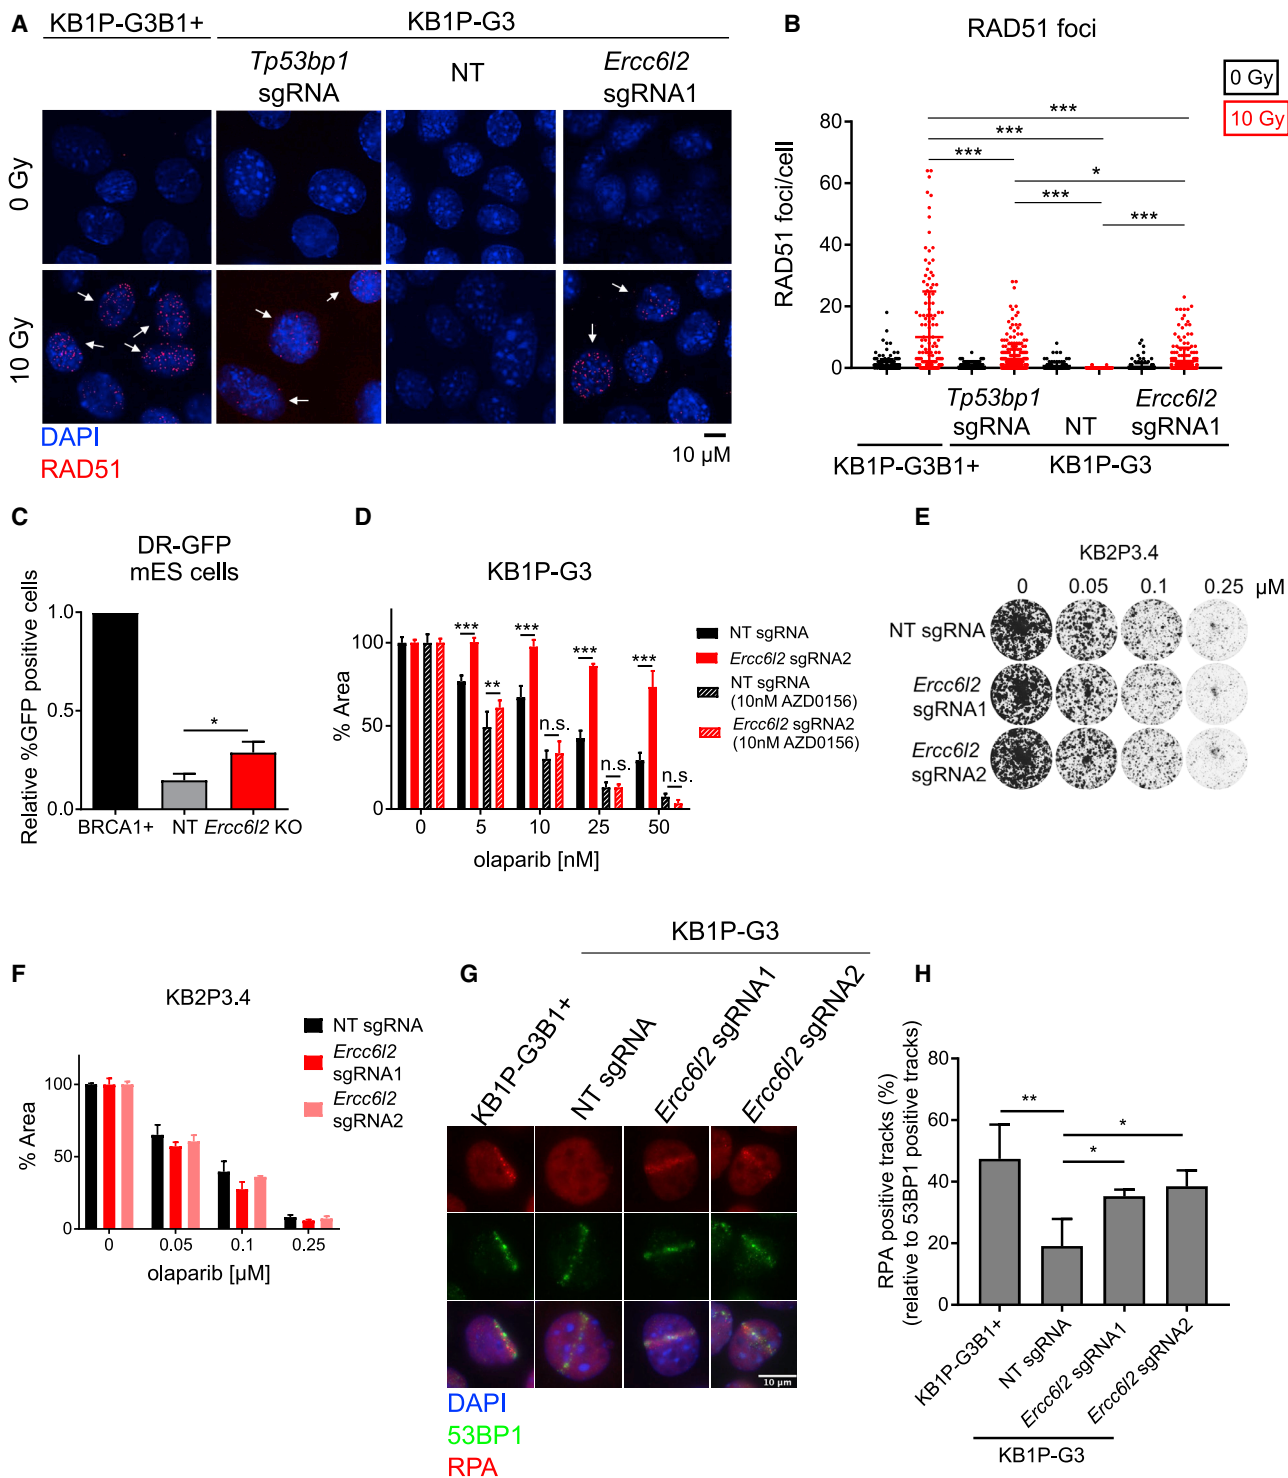 A
KB1P-G3B1+
KB1P-G3
Tp53bp1
sgRNA
NT
Ercc6l2
sgRNA1
0 Gy
10 Gy
DAPI
RAD51
10 µM
B
RAD51 foci
0 Gy
10 Gy
RAD51 foci/cell
80
60
40
20
0
***
***
***
*
***
***
Tp53bp1
sgRNA
NT
Ercc6l2
sgRNA1
KB1P-G3B1+
KB1P-G3
C
DR-GFP
mES cells
Relative %GFP positive cells
1.0
0.5
0.0
*
BRCA1+
NT
Ercc6l2 KO
D
KB1P-G3
% Area
100
50
0
***
**
***
n.s.
***
n.s.
***
n.s.
0
5
10
25
50
olaparib [nM]
NT sgRNA
Ercc6l2 sgRNA2
NT sgRNA
(10nM AZD0156)
Ercc6l2 sgRNA2
(10nM AZD0156)
E
KB2P3.4
0
0.05
0.1
0.25
µM
NT sgRNA
Ercc6l2
sgRNA1
Ercc6l2
sgRNA2
F
KB2P3.4
% Area
100
50
0
0
0.05
0.1
0.25
olaparib [µM]
NT sgRNA
Ercc6l2
sgRNA1
Ercc6l2
sgRNA2
G
KB1P-G3
KB1P-G3B1+
NT sgRNA
Ercc6l2 sgRNA1
Ercc6l2 sgRNA2
10 µm
DAPI
53BP1
RPA
H
RPA positive tracks (%)
(relative to 53BP1 positive tracks)
80
60
40
20
0
**
*
*
KB1P-G3B1+
NT sgRNA
Ercc6l2 sgRNA1
Ercc6l2 sgRNA2
KB1P-G3